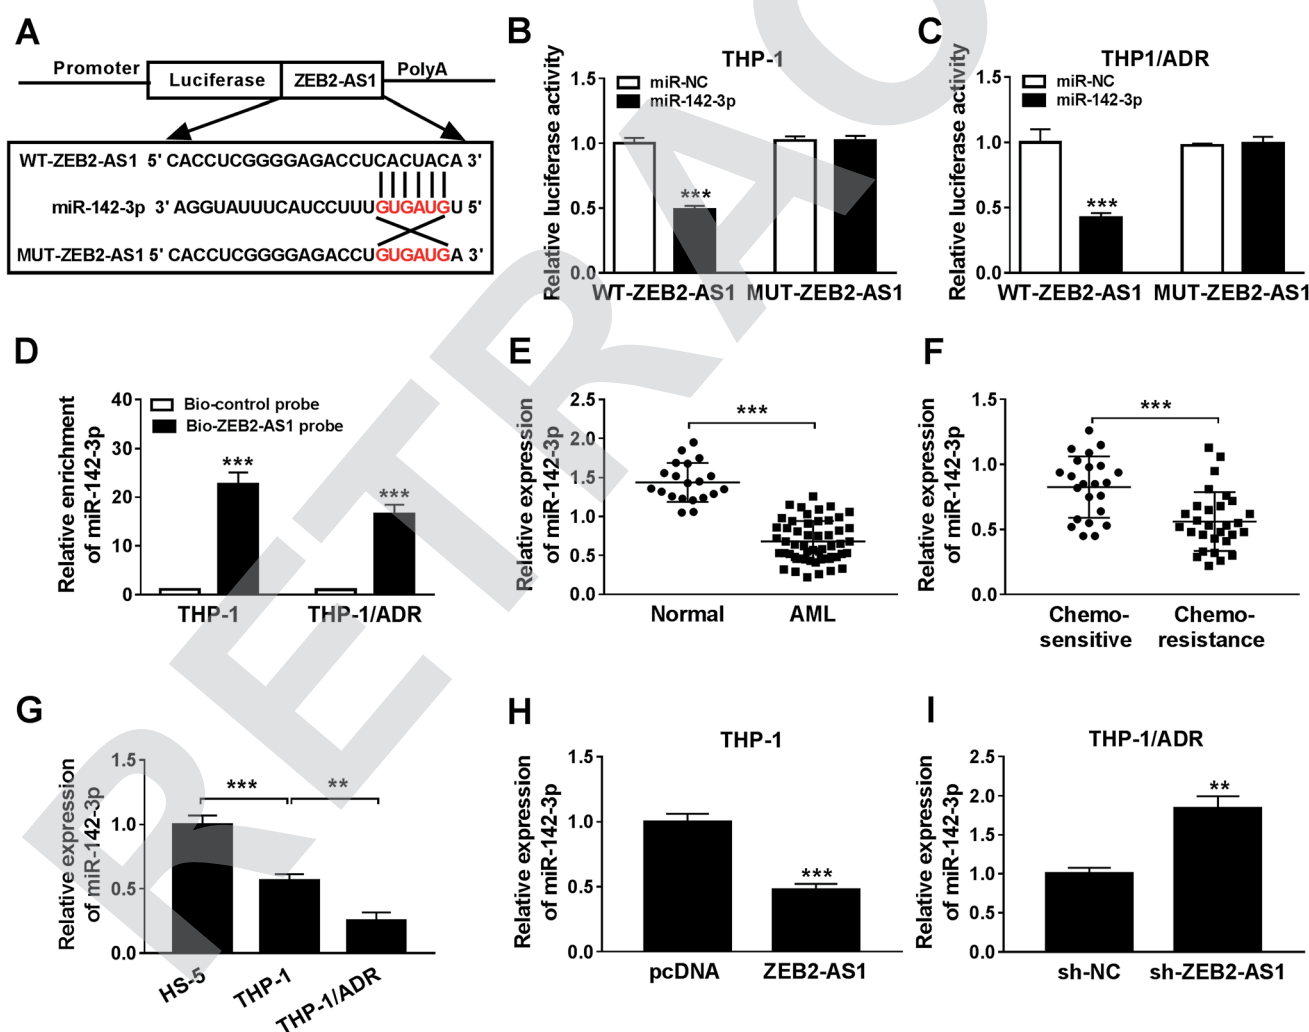 A
Promoter
Luciferase
ZEB2-AS1
PolyA
WT-ZEB2-AS1 5' CACCUCGGGGAGACCUCACUACA 3'
miR-142-3p 3' AGGUAUUUCAUCCUUUGUGAUGU 5'
MUT-ZEB2-AS1 5' CACCUCGGGGAGACCUGUGAUGA 3'
B
THP-1
Relative luciferase activity
1.5
1.0
0.5
0.0
miR-NC
miR-142-3p
***
WT-ZEB2-AS1 MUT-ZEB2-AS1
C
THP1/ADR
Relative luciferase activity
1.5
1.0
0.5
0.0
miR-NC
miR-142-3p
***
WT-ZEB2-AS1 MUT-ZEB2-AS1
D
Relative enrichment
of miR-142-3p
40
30
20
10
0
Bio-control probe
Bio-ZEB2-AS1 probe
***
***
THP-1 THP-1/ADR
E
Relative expression
of miR-142-3p
2.5
2.0
1.5
1.0
0.5
0.0
***
Normal AML
F
Relative expression
of miR-142-3p
1.5
1.0
0.5
0.0
***
Chemo-
sensitive
Chemo-
resistance
G
Relative expression
of miR-142-3p
1.5
1.0
0.5
0.0
***
**
HS-5
THP-1
THP-1/ADR
H
THP-1
Relative expression
of miR-142-3p
1.5
1.0
0.5
0.0
***
pcDNA ZEB2-AS1
I
THP-1/ADR
Relative expression
of miR-142-3p
2.5
2.0
1.5
1.0
0.5
0.0
**
sh-NC sh-ZEB2-AS1
RETRAC